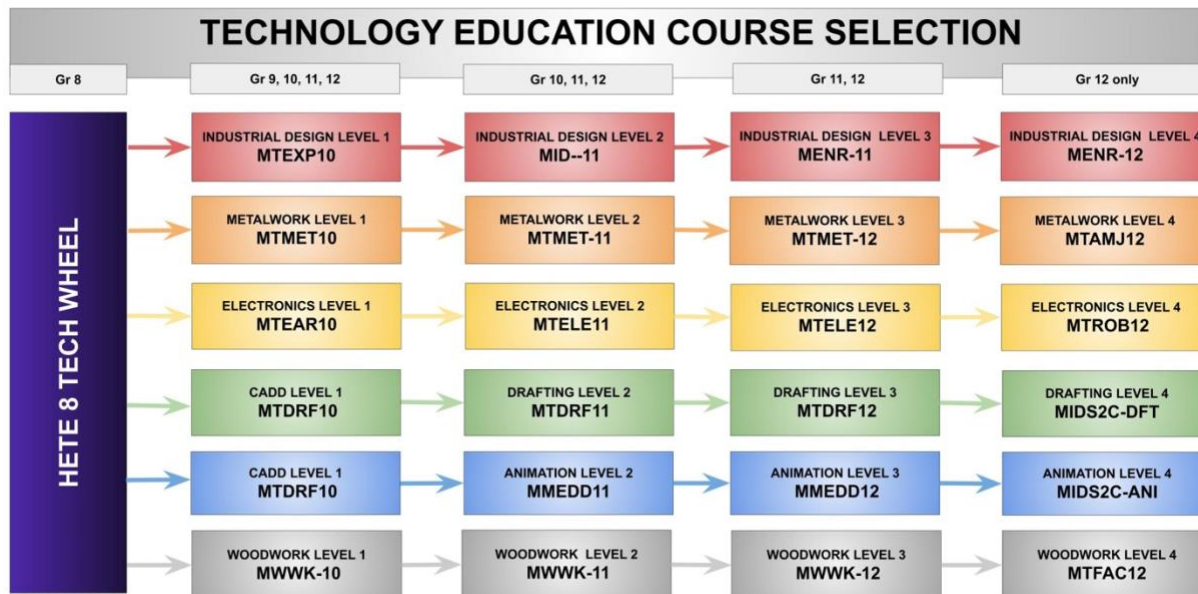 TECHNOLOGY EDUCATION COURSE SELECTION
Gr 8
Gr 9, 10, 11, 12
Gr 10, 11, 12
Gr 11, 12
Gr 12 only
HETE 8 TECH WHEEL
INDUSTRIAL DESIGN LEVEL 1
MTEXP10
INDUSTRIAL DESIGN LEVEL 2
MID--11
INDUSTRIAL DESIGN LEVEL 3
MENR-11
INDUSTRIAL DESIGN LEVEL 4
MENR-12
METALWORK LEVEL 1
MTMET10
METALWORK LEVEL 2
MTMET-11
METALWORK LEVEL 3
MTMET-12
METALWORK LEVEL 4
MTAMJ12
ELECTRONICS LEVEL 1
MTEAR10
ELECTRONICS LEVEL 2
MTELE11
ELECTRONICS LEVEL 3
MTELE12
ELECTRONICS LEVEL 4
MTROB12
CADD LEVEL 1
MTDRF10
DRAFTING LEVEL 2
MTDRF11
DRAFTING LEVEL 3
MTDRF12
DRAFTING LEVEL 4
MIDS2C-DFT
CADD LEVEL 1
MTDRF10
ANIMATION LEVEL 2
MMEDD11
ANIMATION LEVEL 3
MMEDD12
ANIMATION LEVEL 4
MIDS2C-ANI
WOODWORK LEVEL 1
MWWK-10
WOODWORK LEVEL 2
MWWK-11
WOODWORK LEVEL 3
MWWK-12
WOODWORK LEVEL 4
MTFAC12